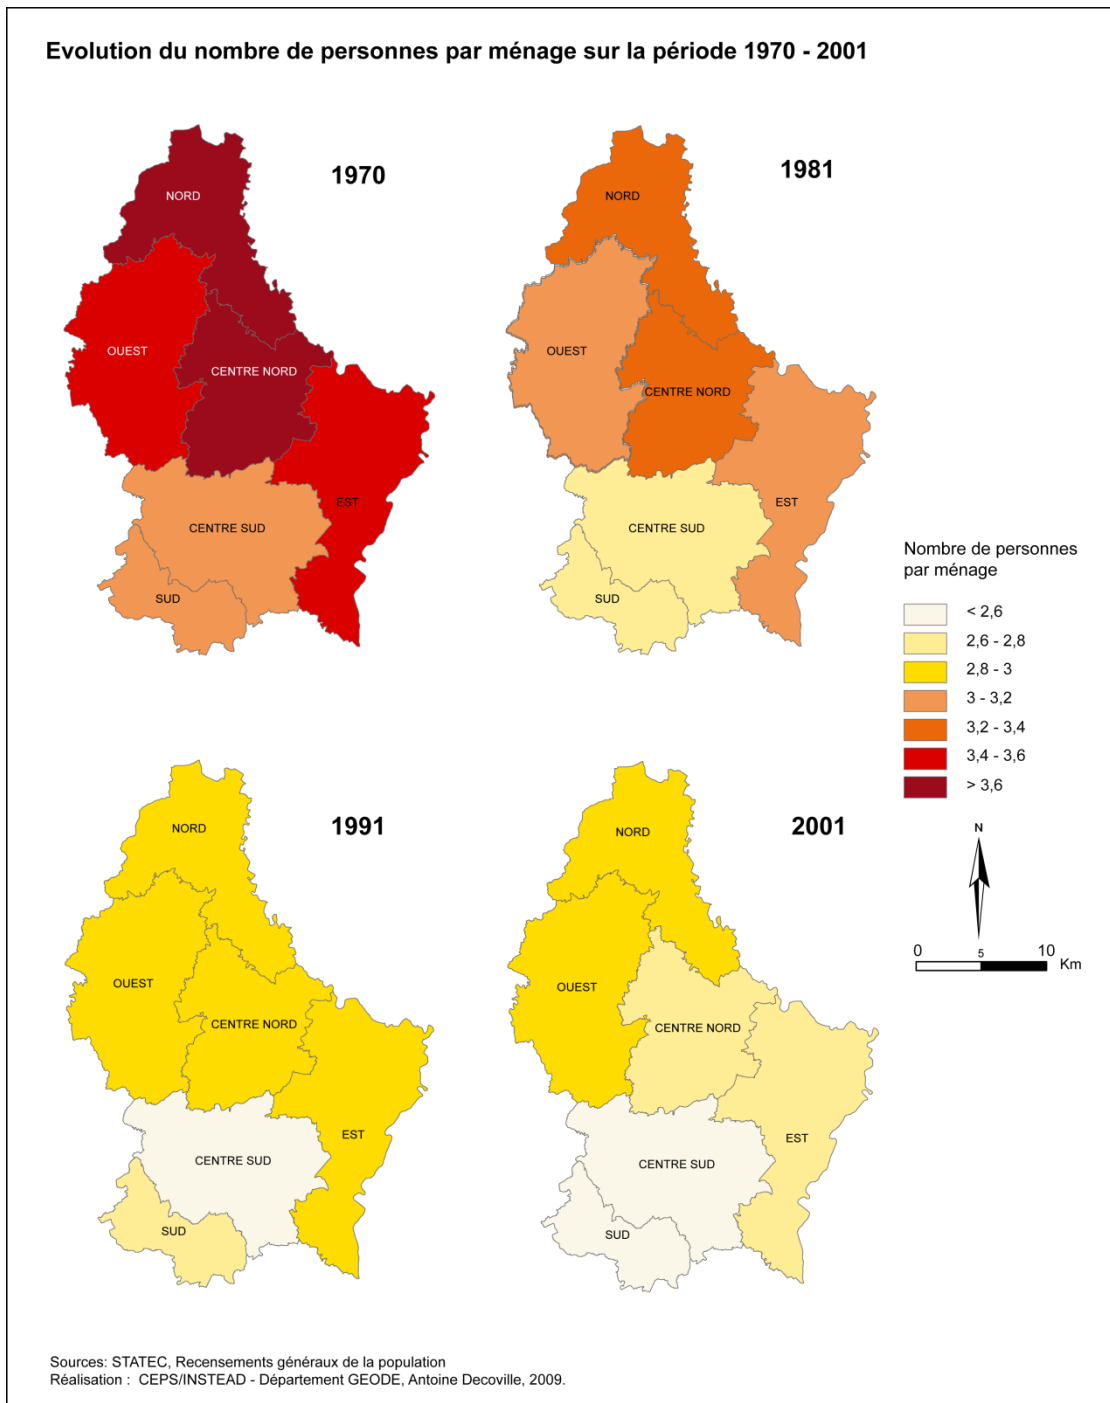 Evolution du nombre de personnes par ménage sur la période 1970 - 2001
1970
NORD
OUEST
CENTRE NORD
EST
CENTRE SUD
SUD
1981
NORD
OUEST
CENTRE NORD
EST
CENTRE SUD
SUD
Nombre de personnes
par ménage
< 2,6
2,6 - 2,8
2,8 - 3
3 - 3,2
3,2 - 3,4
3,4 - 3,6
> 3,6
N
0 5 10
Km
1991
NORD
OUEST
CENTRE NORD
EST
CENTRE SUD
SUD
2001
NORD
OUEST
CENTRE NORD
EST
CENTRE SUD
SUD
Sources: STATEC, Recensements généraux de la population
Réalisation : CEPS/INSTEAD - Département GEODE, Antoine Decoville, 2009.